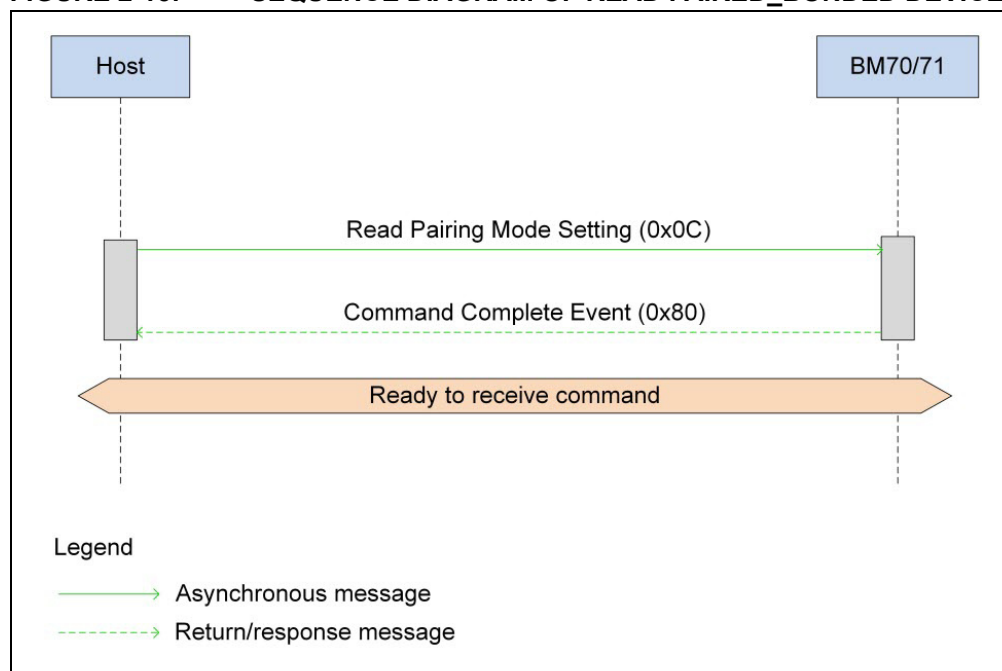 Host
BM70/71
Read Pairing Mode Setting (0x0C)
Command Complete Event (0x80)
Ready to receive command
Legend
Asynchronous message
Return/response message